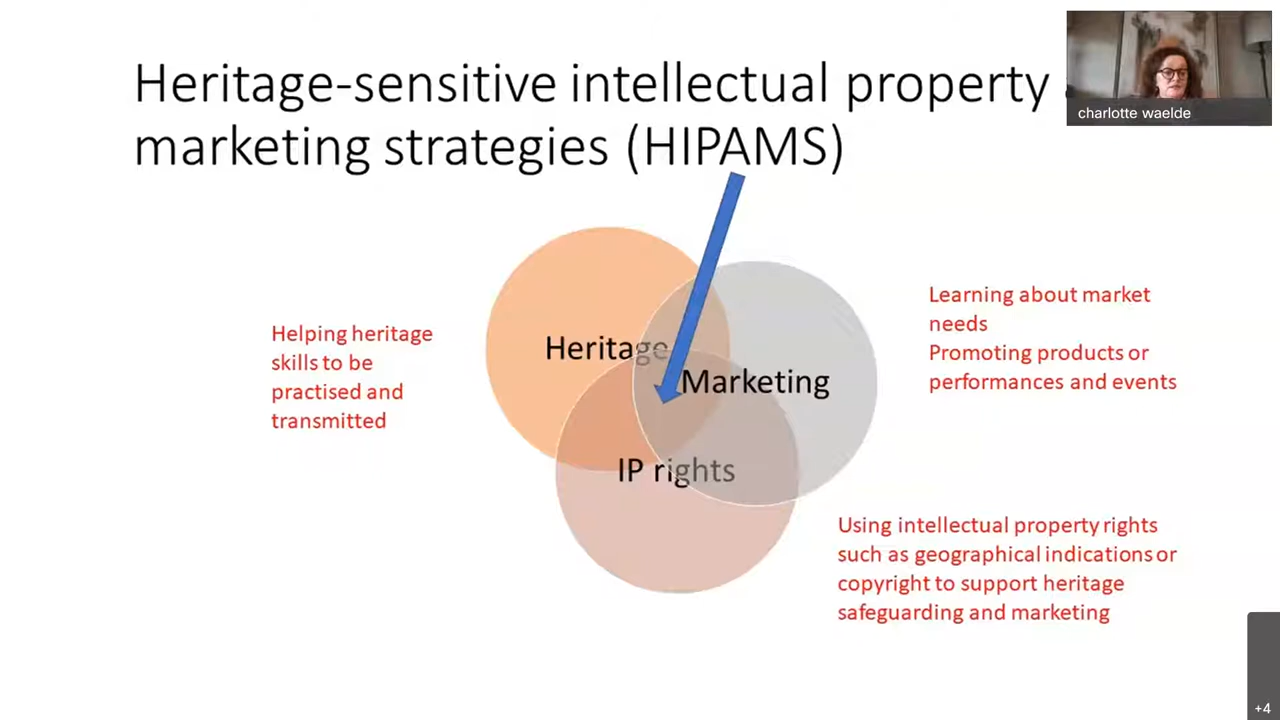 Heritage-sensitive intellectual property
marketing strategies (HIPAMS)
charlotte waelde
Helping heritage
skills to be
practised and
transmitted
Heritage
Marketing
IP rights
Learning about market
needs
Promoting products or
performances and events
Using intellectual property rights
such as geographical indications or
copyright to support heritage
safeguarding and marketing
+4